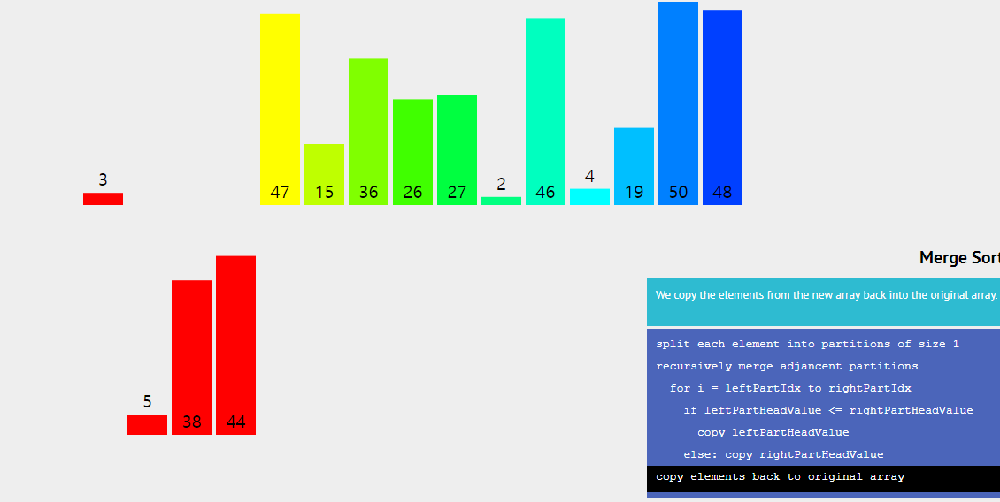 3
47 15 36 26 27 2 46 4 19 50 48
5 38 44
Merge Sort
We copy the elements from the new array back into the original array.
split each element into partitions of size 1
recursively merge adjancent partitions
for i = leftPartIdx to rightPartIdx
if leftPartHeadValue <= rightPartHeadValue
copy leftPartHeadValue
else: copy rightPartHeadValue
copy elements back to original array